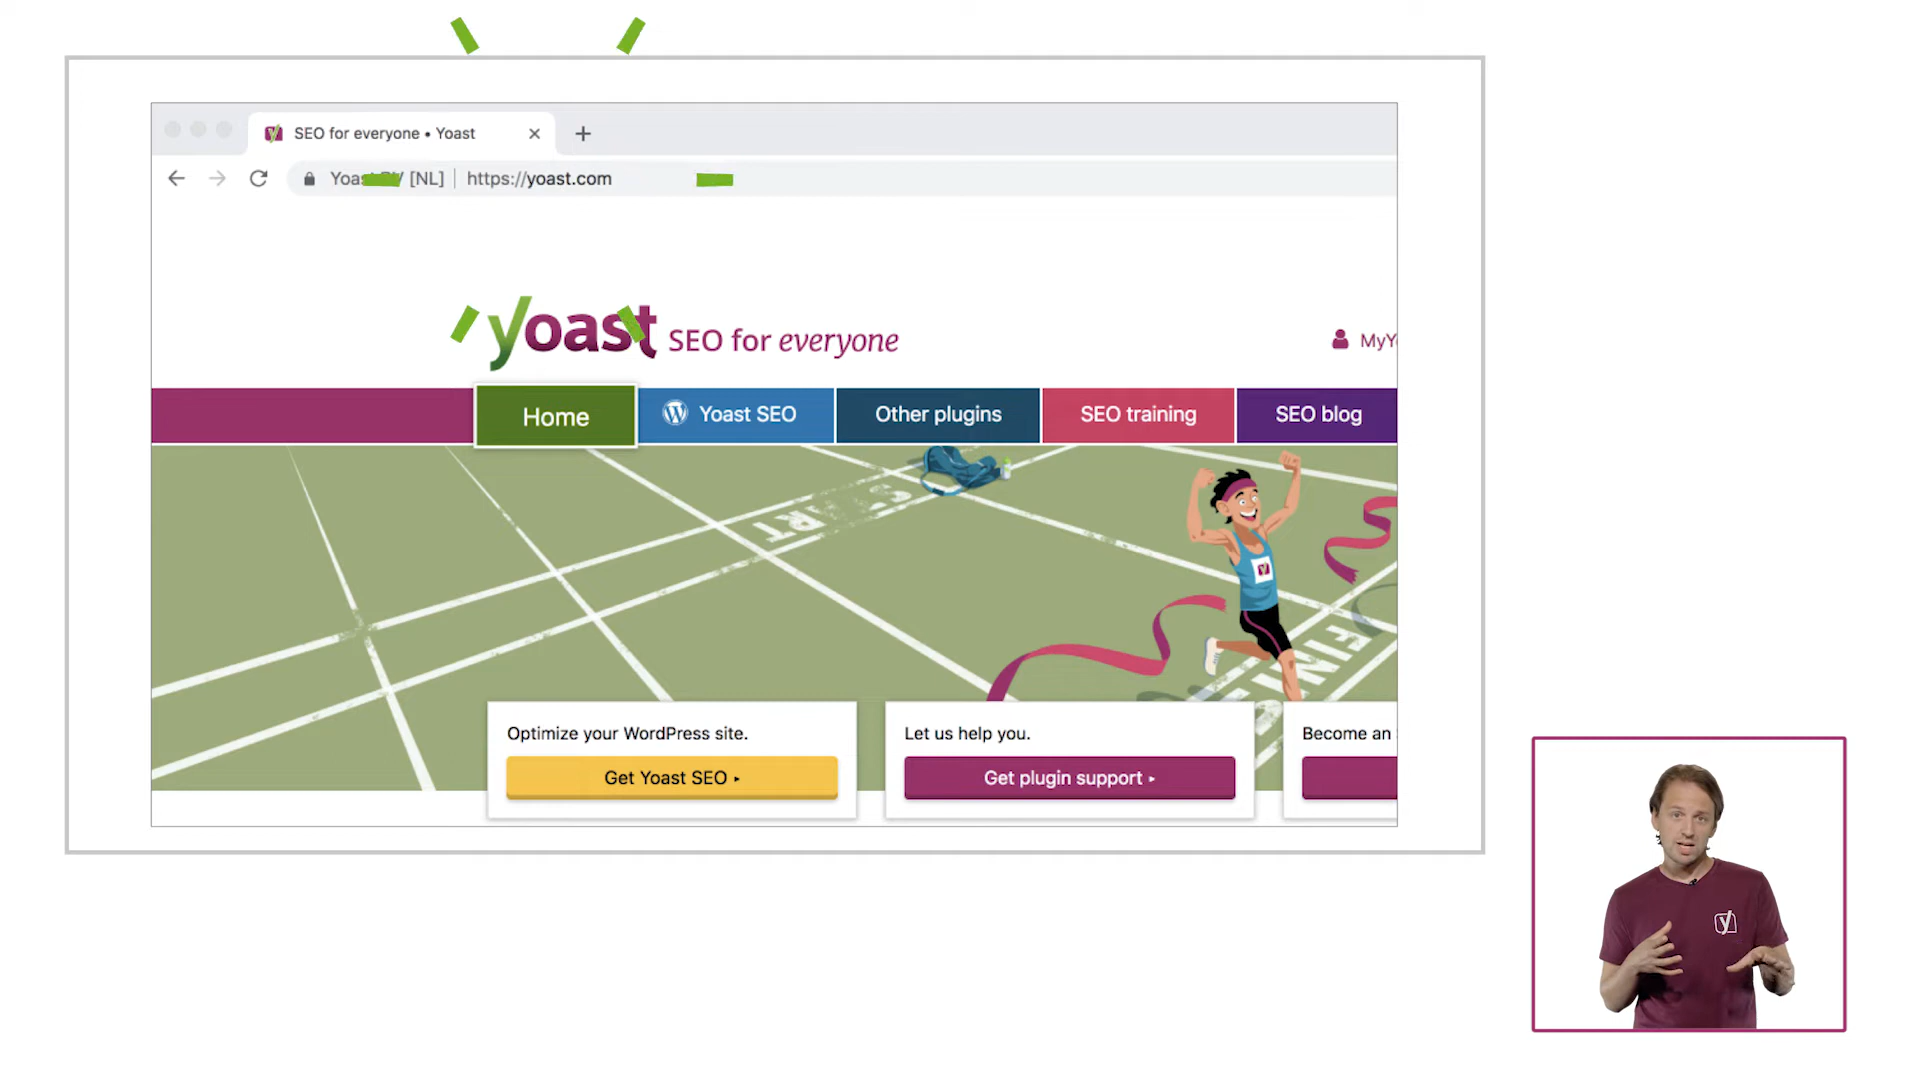 SEO for everyone • Yoast
[NL] | https://yoast.com
yoast SEO for everyone
Home
Yoast SEO
Other plugins
SEO training
SEO blog
START
Optimize your WordPress site.
Get Yoast SEO ▸
Let us help you.
Get plugin support ▸
Become an